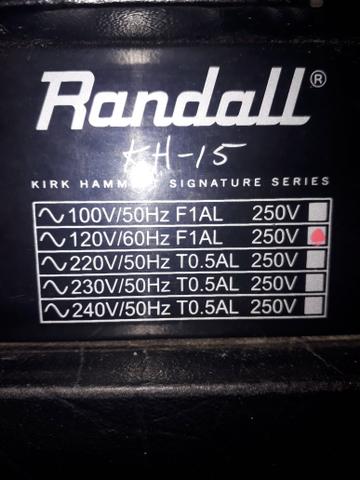 Randall®
KH-15
KIRK HAMMETT SIGNATURE SERIES
∿100V/50Hz F1AL 250V
∿120V/60Hz F1AL 250V
∿220V/50Hz T0.5AL 250V
∿230V/50Hz T0.5AL 250V
∿240V/50Hz T0.5AL 250V